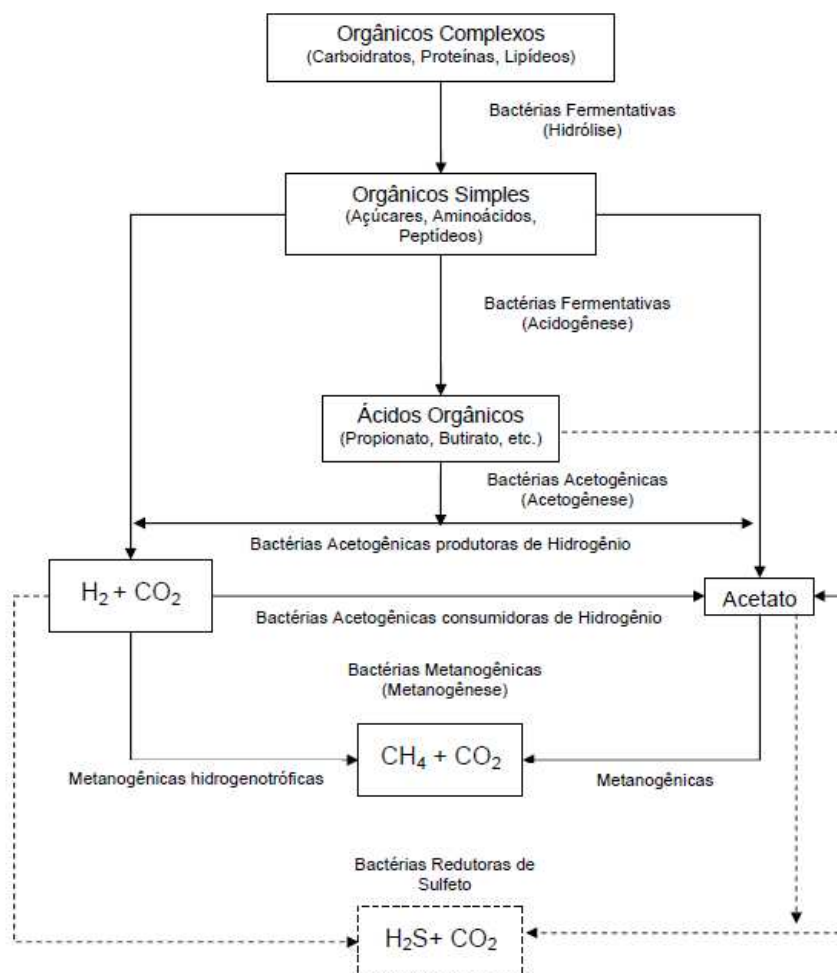 Orgânicos Complexos
(Carboidratos, Proteínas, Lipídeos)
Bactérias Fermentativas
(Hidrólise)
Orgânicos Simples
(Açúcares, Aminoácidos,
Peptídeos)
Bactérias Fermentativas
(Acidogênese)
Ácidos Orgânicos
(Propionato, Butirato, etc.)
Bactérias Acetogênicas
(Acetogênese)
Bactérias Acetogênicas produtoras de Hidrogênio
H₂ + CO₂
Acetato
Bactérias Acetogênicas consumidoras de Hidrogênio
Bactérias Metanogênicas
(Metanogênese)
CH₄ + CO₂
Metanogênicas hidrogenotróficas
Metanogênicas
Bactérias Redutoras de
Sulfeto
H₂S+ CO₂